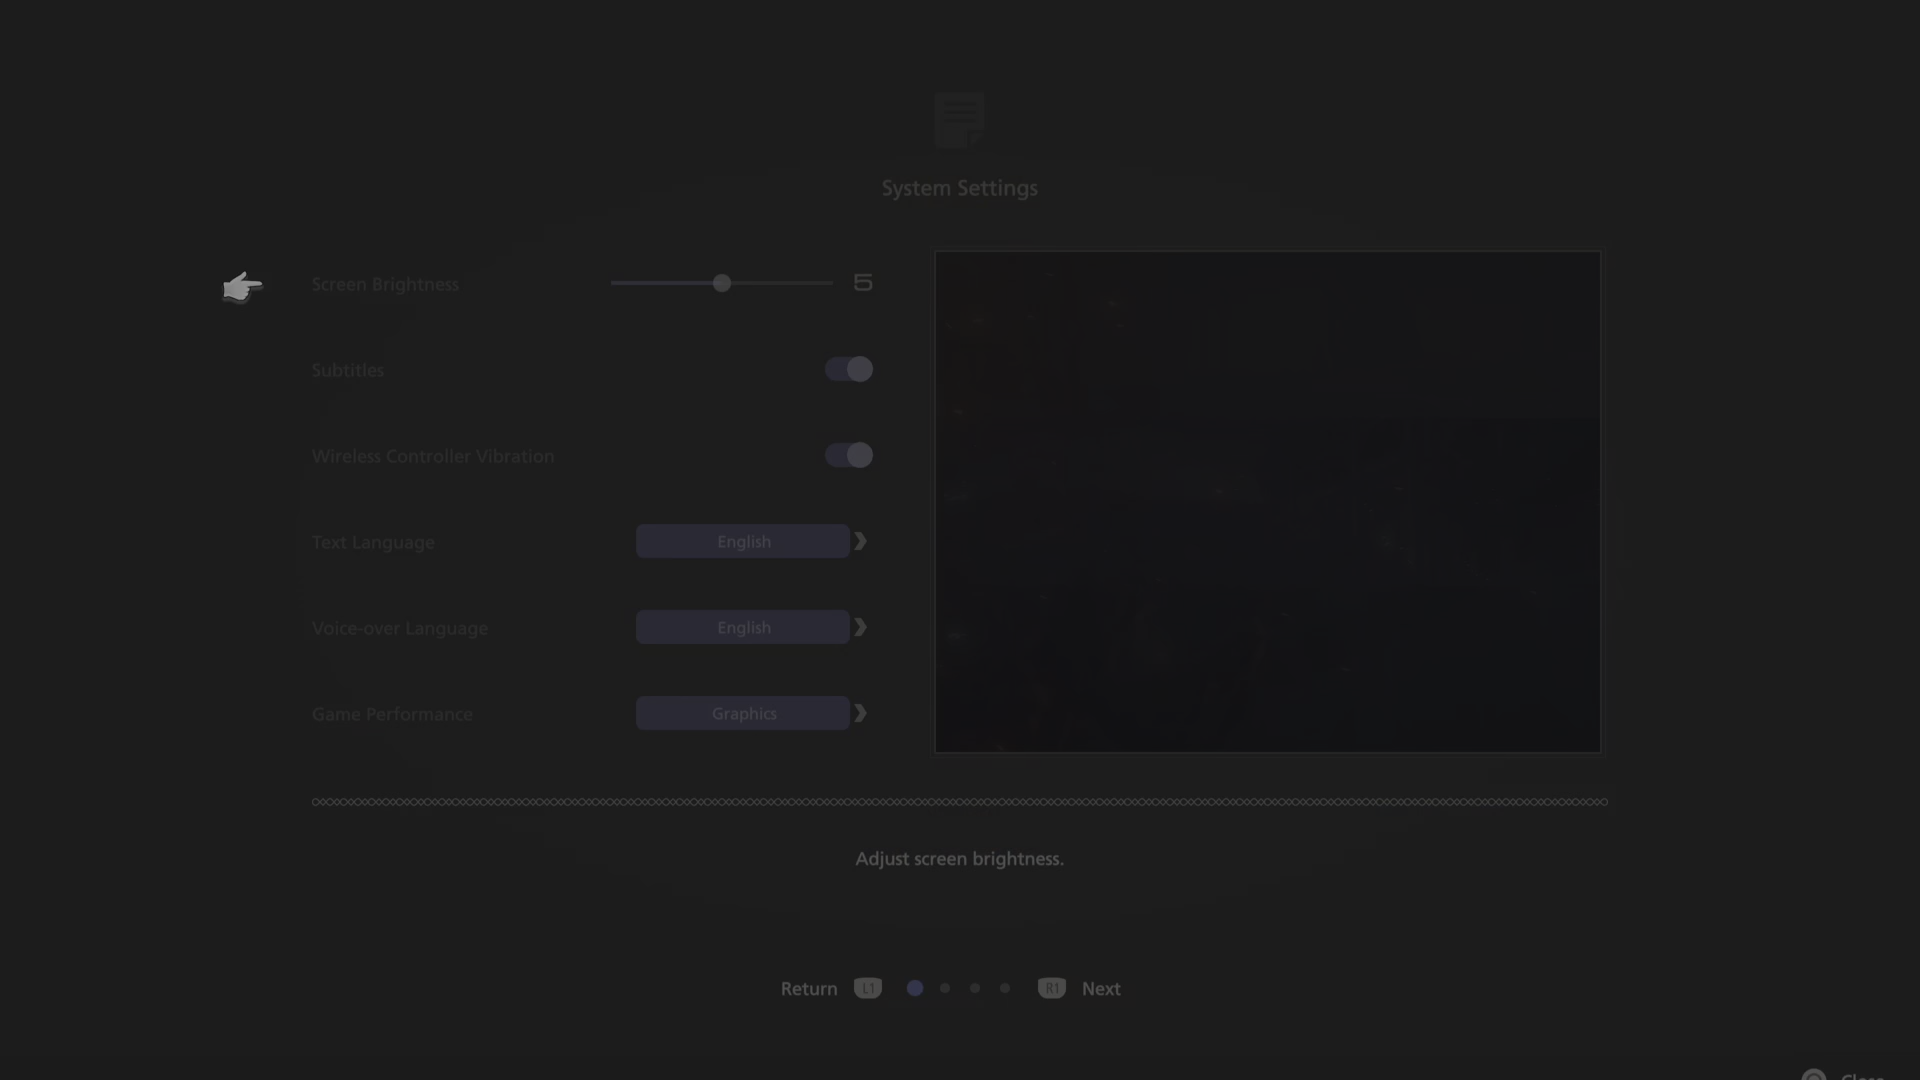 System Settings
Screen Brightness 5
Subtitles
Wireless Controller Vibration
Text Language English
Voice-over Language English
Game Performance Graphics
Adjust screen brightness.
Return L1 R1 Next